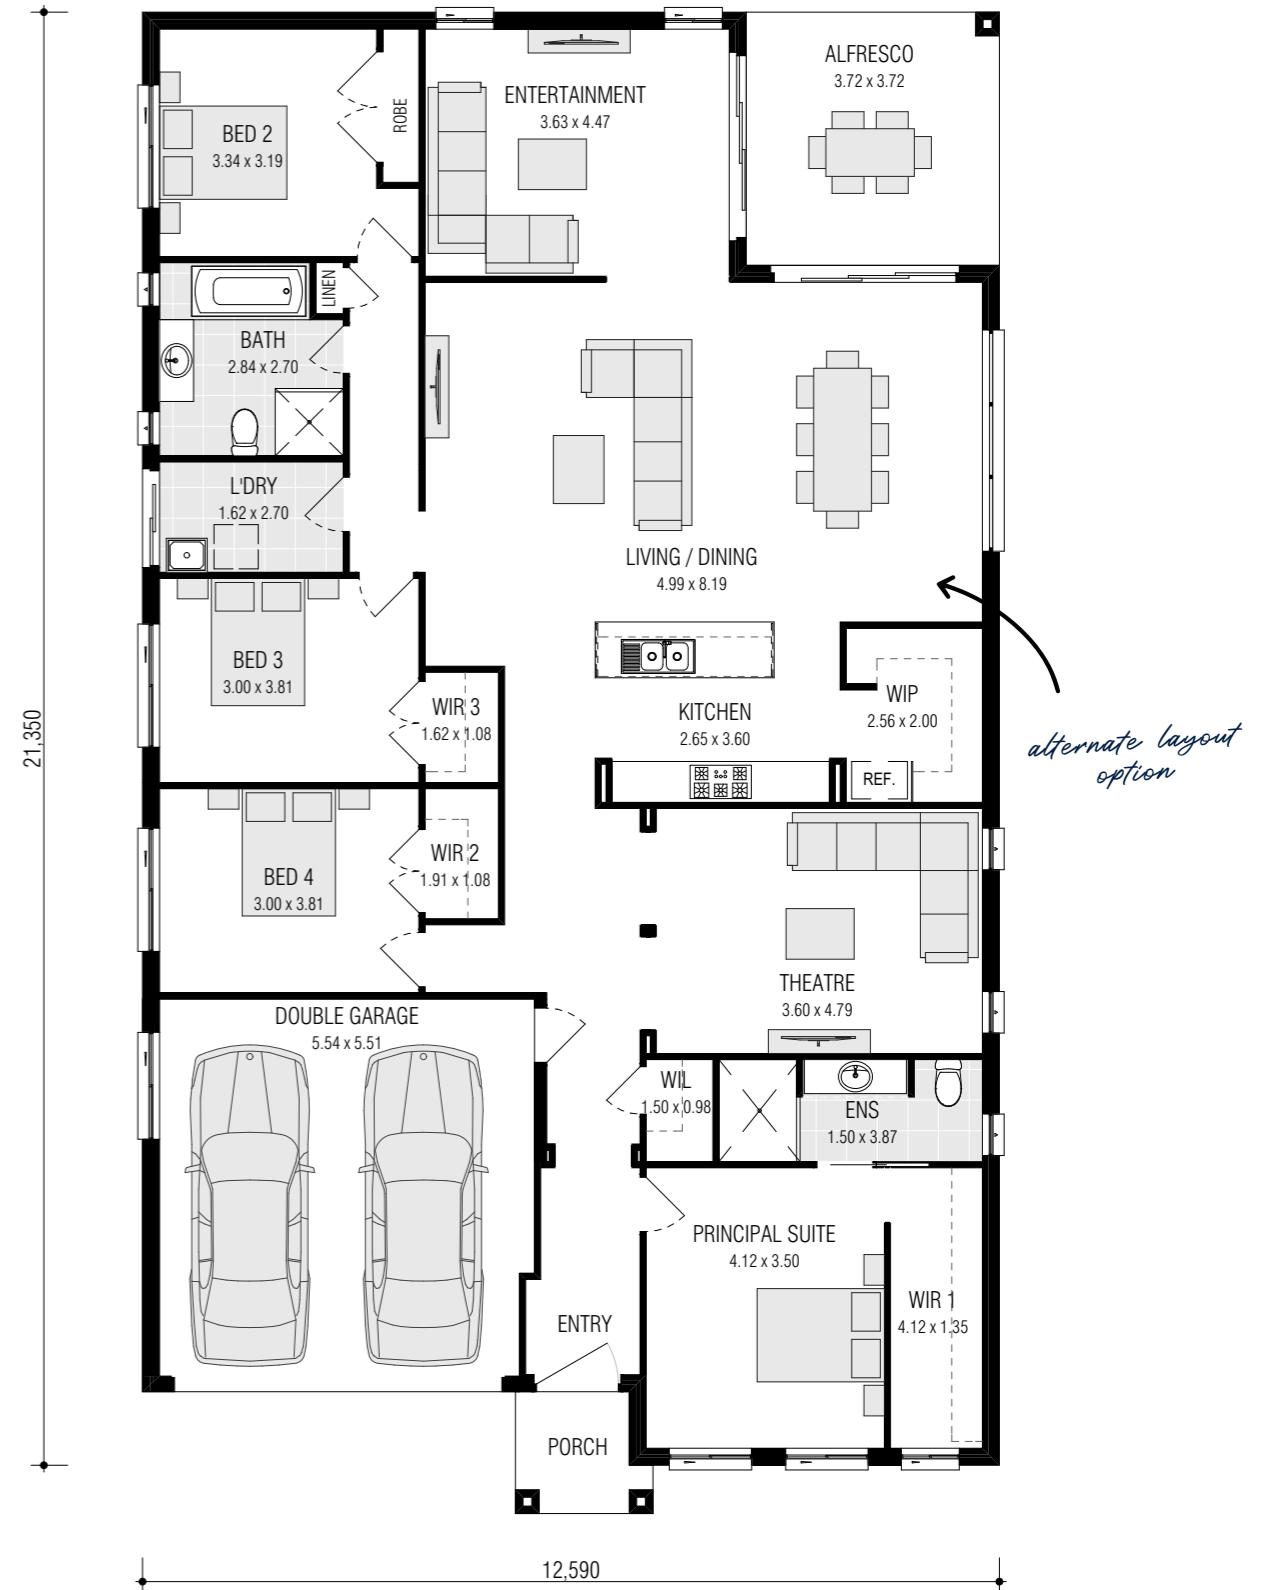 ALFRESCO
3.72 x 3.72
ENTERTAINMENT
3.63 x 4.47
ROBE
BED 2
3.34 x 3.19
LINEN
BATH
2.84 x 2.70
L'DRY
1.62 x 2.70
LIVING / DINING
4.99 x 8.19
BED 3
3.00 x 3.81
WIR 3
1.62 x 1.08
KITCHEN
2.65 x 3.60
WIP
2.56 x 2.00
REF.
alternate layout
option
21,350
WIR 2
1.91 x 1.08
BED 4
3.00 x 3.81
THEATRE
3.60 x 4.79
DOUBLE GARAGE
5.54 x 5.51
WIL
1.50 x 0.98
ENS
1.50 x 3.87
PRINCIPAL SUITE
4.12 x 3.50
WIR 1
4.12 x 1.35
ENTRY
PORCH
12,590